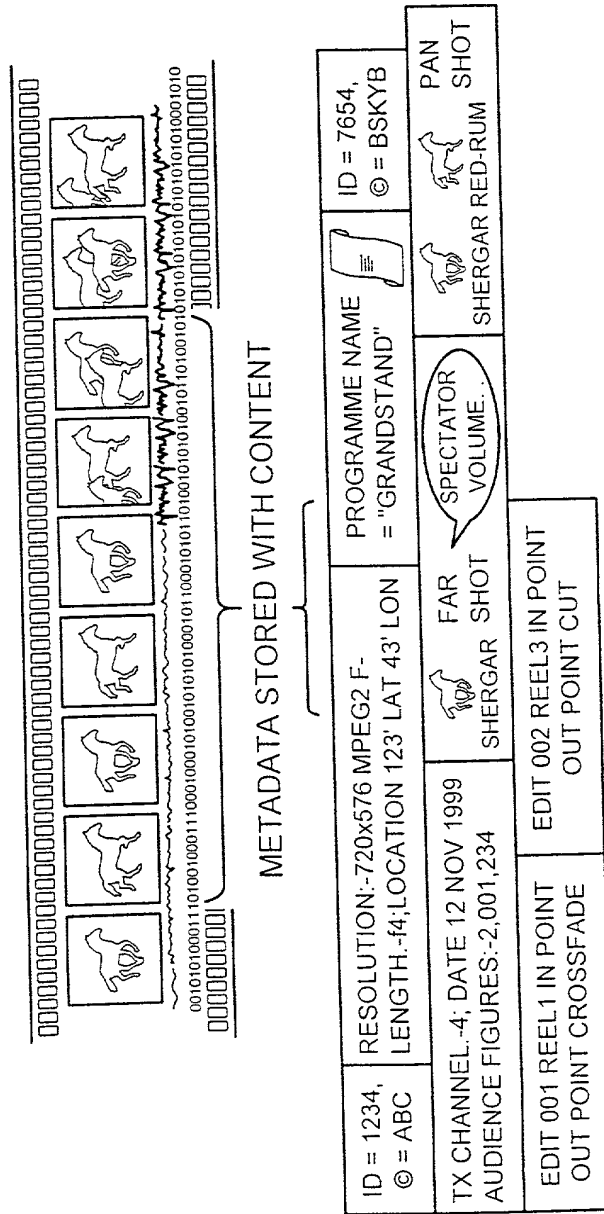 METADATA STORED WITH CONTENT
ID = 1234,
© = ABC
RESOLUTION:-720x576 MPEG2 F-
LENGTH.-f4;LOCATION 123' LAT 43' LON
PROGRAMME NAME
= "GRANDSTAND"
ID = 7654,
© = BSKYB
TX CHANNEL.-4; DATE 12 NOV 1999
AUDIENCE FIGURES:-2,001,234
SHERGAR
FAR
SHOT
SPECTATOR
VOLUME...
SHERGAR RED-RUM
PAN
SHOT
EDIT 001 REEL1 IN POINT
OUT POINT CROSSFADE
EDIT 002 REEL3 IN POINT
OUT POINT CUT